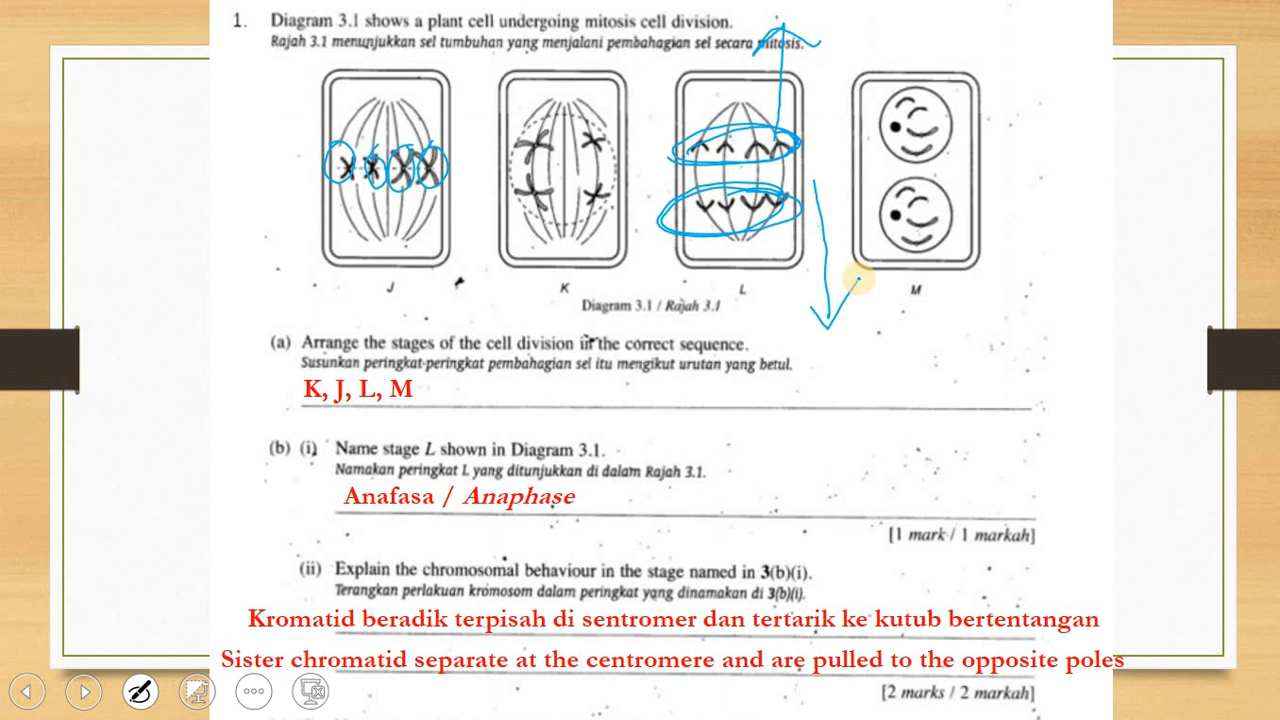 1. Diagram 3.1 shows a plant cell undergoing mitosis cell division.
Rajah 3.1 menunjukkan sel tumbuhan yang menjalani pembahagian sel secara mitosis.
J K L M
Diagram 3.1 / Rajah 3.1
(a) Arrange the stages of the cell division in the correct sequence.
Susunkan peringkat-peringkat pembahagian sel itu mengikut urutan yang betul.
K, J, L, M
(b) (i) Name stage L shown in Diagram 3.1.
Namakan peringkat L yang ditunjukkan di dalam Rajah 3.1.
Anafasa / Anaphase
[1 mark / 1 markah]
(ii) Explain the chromosomal behaviour in the stage named in 3(b)(i).
Terangkan perlakuan kromosom dalam peringkat yang dinamakan di 3(b)(i).
Kromatid beradik terpisah di sentromer dan tertarik ke kutub bertentangan
Sister chromatid separate at the centromere and are pulled to the opposite poles
[2 marks / 2 markah]